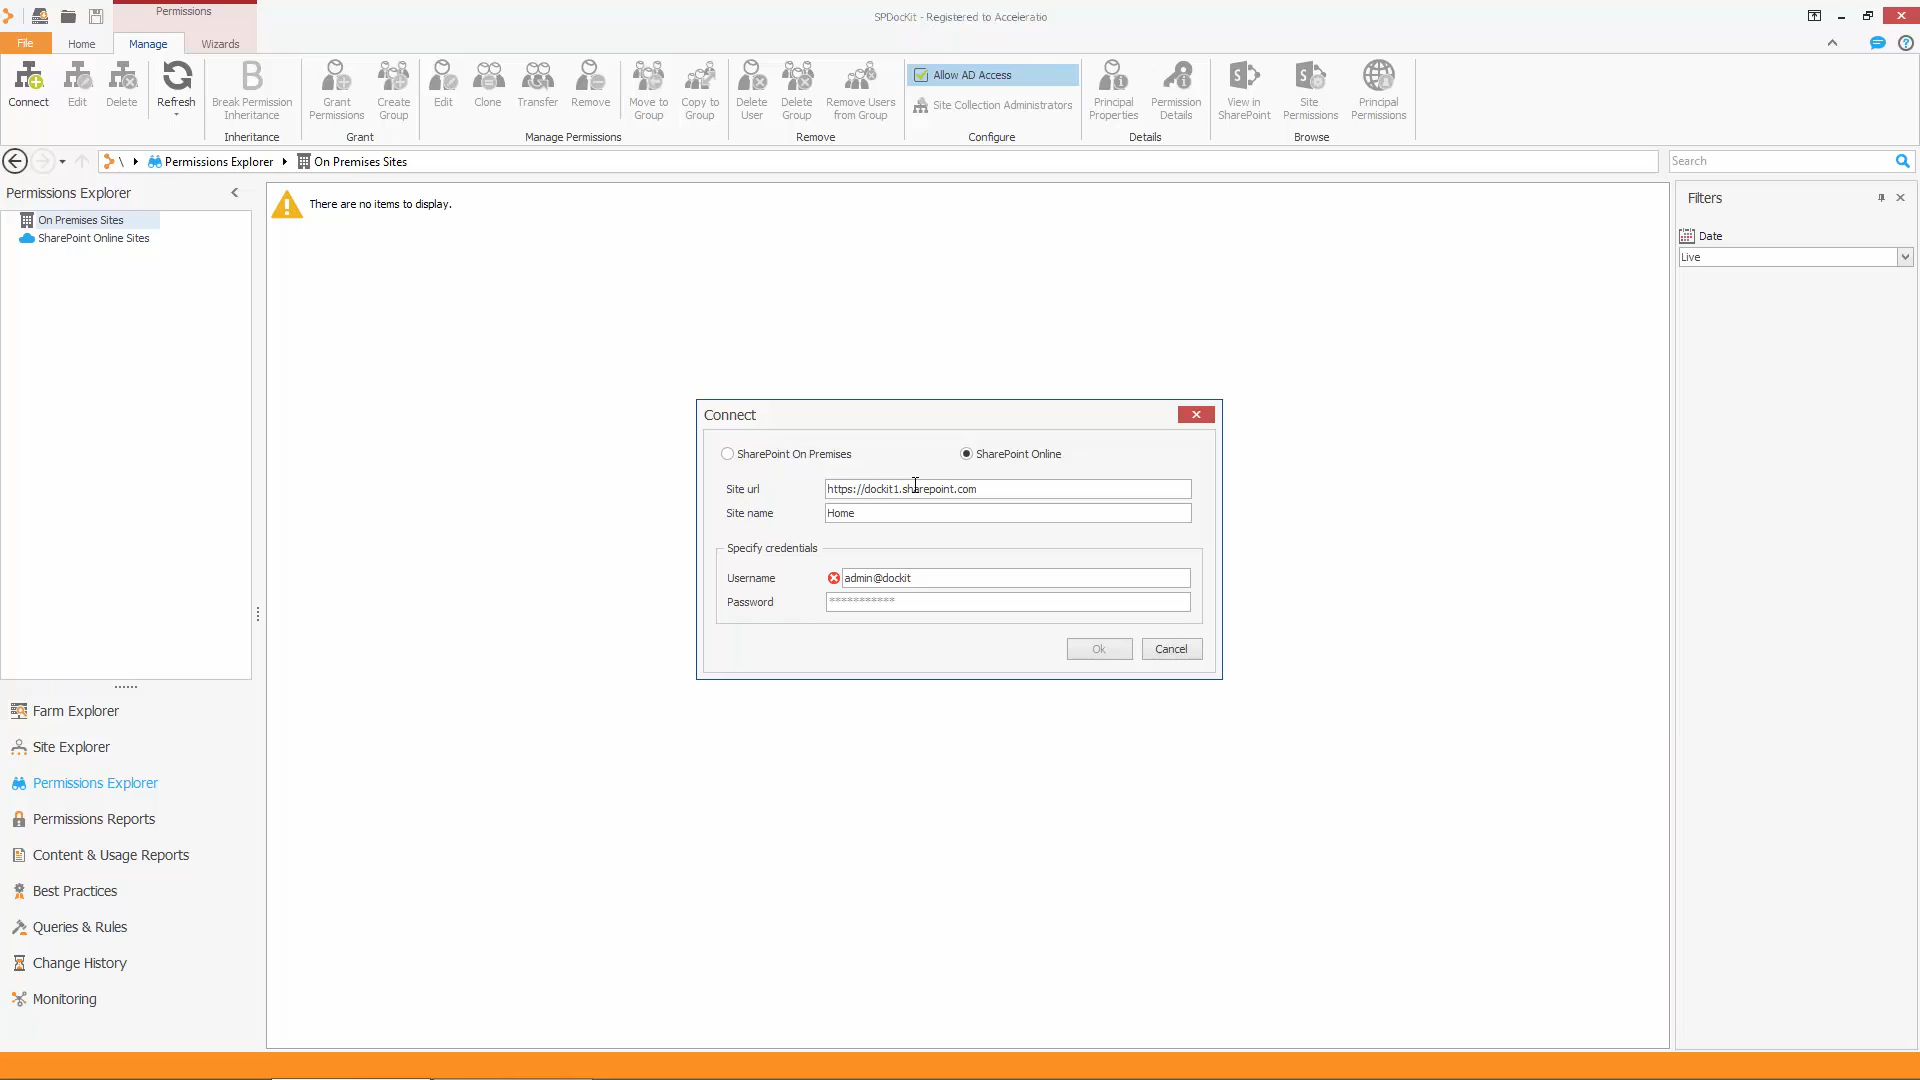 Permissions
SPDocKit - Registered to Acceleratio
File Home Manage Wizards
Connect Edit Delete Refresh
Break Permission Inheritance
Grant Permissions Create Group
Edit Clone Transfer Remove Move to Group Copy to Group
Delete User Delete Group Remove Users from Group
Allow AD Access
Site Collection Administrators
Principal Properties Permission Details
View in SharePoint Site Permissions Principal Permissions
Inheritance Grant Manage Permissions Remove Configure Details Browse
\ Permissions Explorer On Premises Sites
Search
Permissions Explorer
On Premises Sites
SharePoint Online Sites
There are no items to display.
Filters
Date
Live
Connect
SharePoint On Premises SharePoint Online
Site url https://dockit1.sharepoint.com
Site name Home
Specify credentials
Username admin@dockit
Password ***********
Ok Cancel
Farm Explorer
Site Explorer
Permissions Explorer
Permissions Reports
Content & Usage Reports
Best Practices
Queries & Rules
Change History
Monitoring